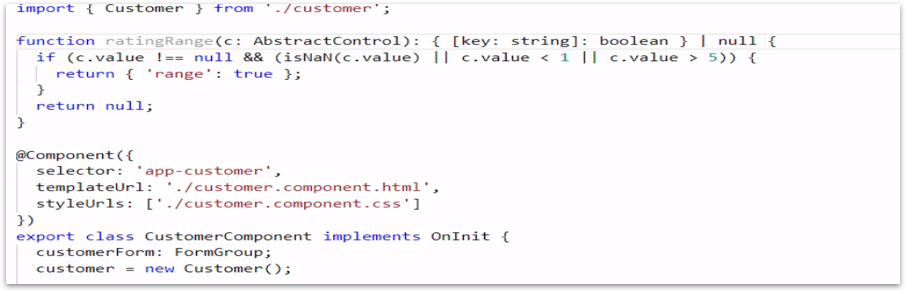 import { Customer } from './customer';
function ratingRange(c: AbstractControl): { [key: string]: boolean } | null {
if (c.value !== null && (isNaN(c.value) || c.value < 1 || c.value > 5)) {
return { 'range': true };
}
return null;
}
@Component({
selector: 'app-customer',
templateUrl: './customer.component.html',
styleUrls: ['./customer.component.css']
})
export class CustomerComponent implements OnInit {
customerForm: FormGroup;
customer = new Customer();